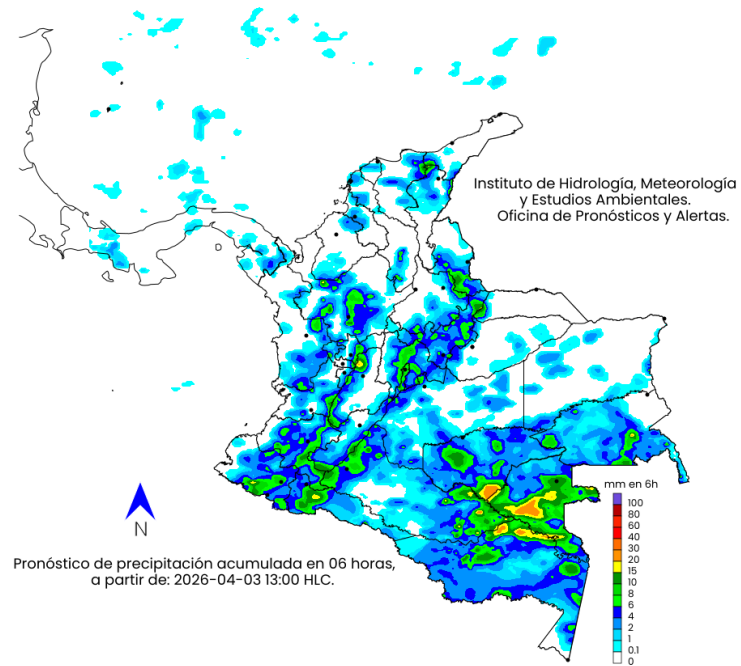 Instituto de Hidrología, Meteorología
y Estudios Ambientales.
Oficina de Pronósticos y Alertas.
mm en 6h
100
80
60
40
30
20
15
10
8
6
4
2
1
0.1
0
N
Pronóstico de precipitación acumulada en 06 horas,
a partir de: 2026-04-03 13:00 HLC.